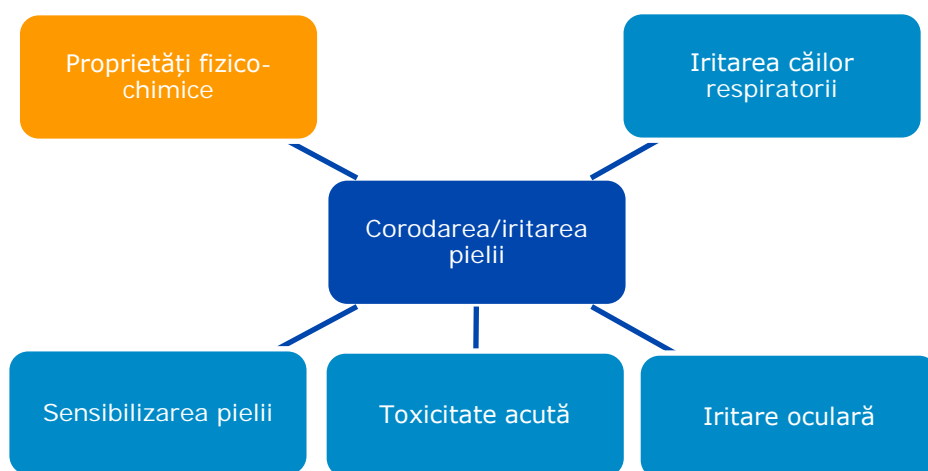 Proprietăți fizico-
chimice
Iritarea căilor
respiratorii
Corodarea/iritarea
pielii
Sensibilizarea pielii
Toxicitate acută
Iritare oculară